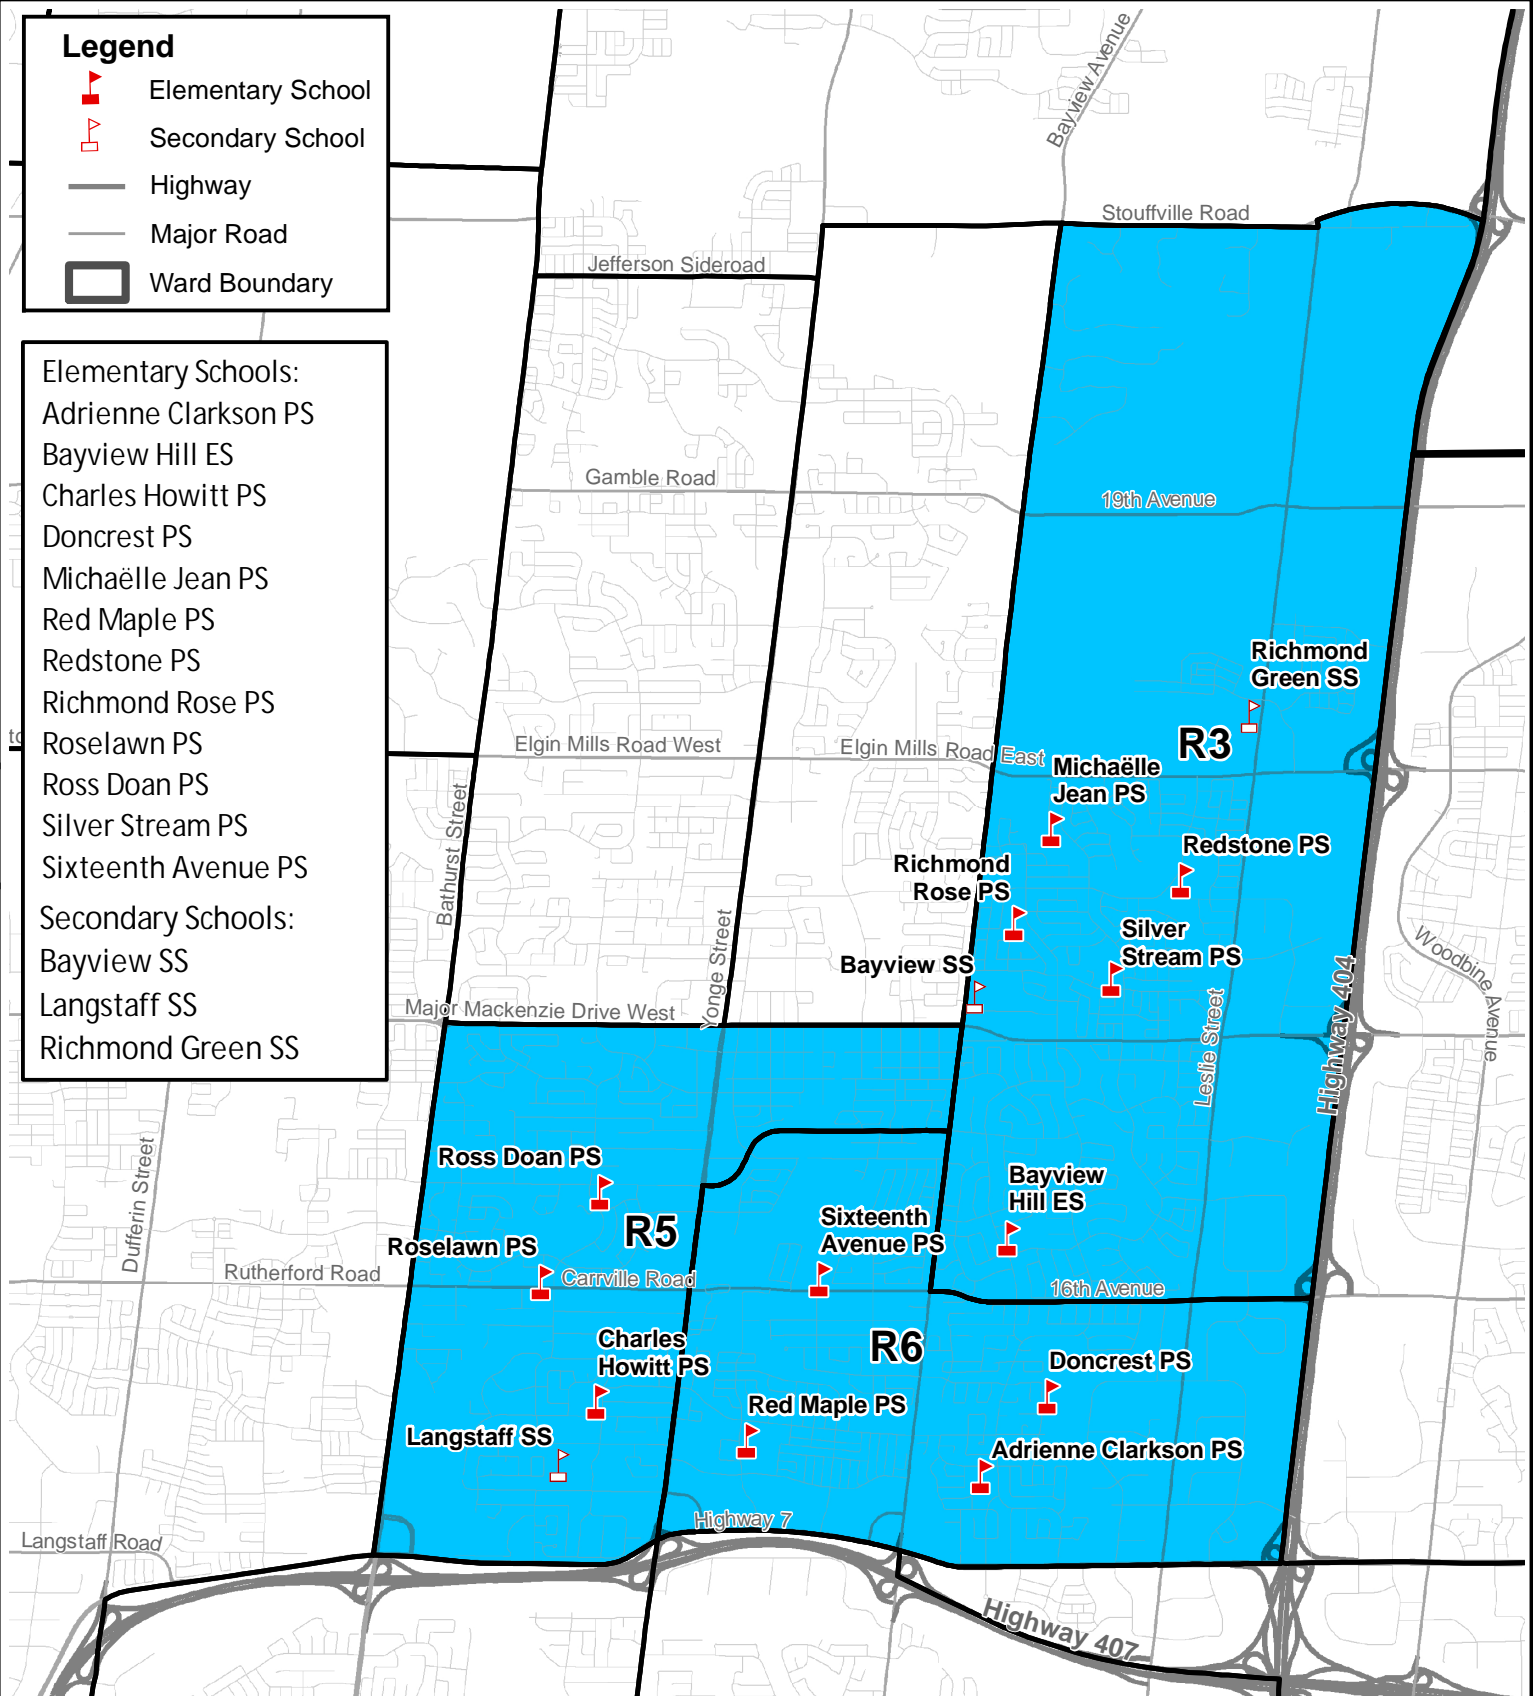 Legend
Elementary School
Secondary School
Highway
Major Road
Ward Boundary
Elementary Schools:
Adrienne Clarkson PS
Bayview Hill ES
Charles Howitt PS
Doncrest PS
Michaëlle Jean PS
Red Maple PS
Redstone PS
Richmond Rose PS
Roselawn PS
Ross Doan PS
Silver Stream PS
Sixteenth Avenue PS
Secondary Schools:
Bayview SS
Langstaff SS
Richmond Green SS
Bayview Avenue
Stouffville Road
Jefferson Sideroad
Gamble Road
19th Avenue
Richmond
Green SS
R3
Elgin Mills Road West
Elgin Mills Road East
Michaëlle
Jean PS
Bathurst Street
Redstone PS
Richmond
Rose PS
Yonge Street
Silver
Stream PS
Bayview SS
Woodbine Avenue
Highway 404
Leslie Street
Major Mackenzie Drive West
Dufferin Street
Ross Doan PS
R5
Bayview
Hill ES
Sixteenth
Avenue PS
Roselawn PS
Rutherford Road
Carrville Road
16th Avenue
Charles
Howitt PS
R6
Doncrest PS
Red Maple PS
Langstaff SS
Adrienne Clarkson PS
Highway 7
Langstaff Road
Highway 407